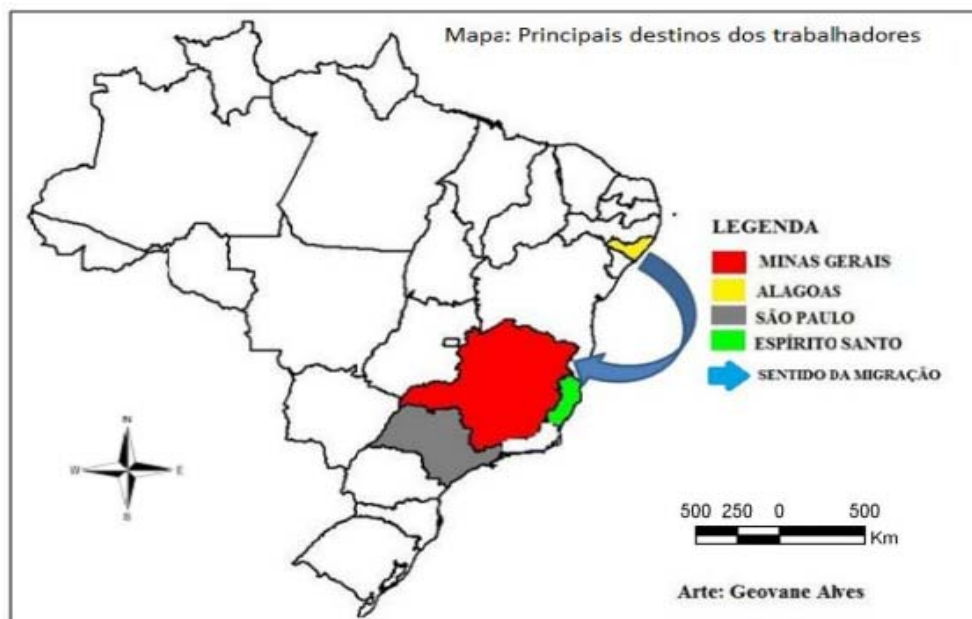 Mapa: Principais destinos dos trabalhadores
LEGENDA
MINAS GERAIS
ALAGOAS
SÃO PAULO
ESPÍRITO SANTO
SENTIDO DA MIGRAÇÃO
N
W E
S
500 250 0 500
Km
Arte: Geovane Alves